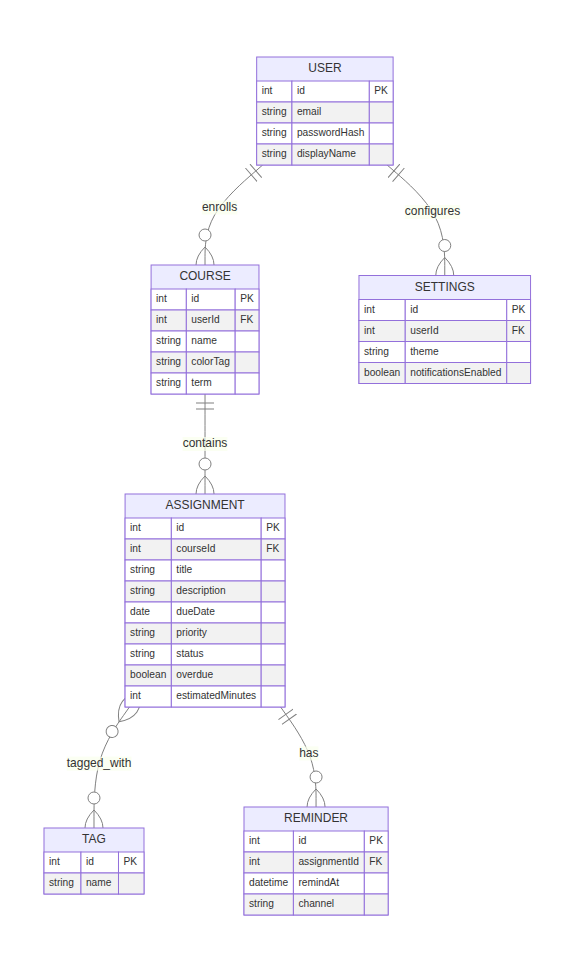 USER
int id PK
string email
string passwordHash
string displayName
enrolls
configures
COURSE
int id PK
int userId FK
string name
string colorTag
string term
SETTINGS
int id PK
int userId FK
string theme
boolean notificationsEnabled
contains
ASSIGNMENT
int id PK
int courseId FK
string title
string description
date dueDate
string priority
string status
boolean overdue
int estimatedMinutes
tagged_with
has
TAG
int id PK
string name
REMINDER
int id PK
int assignmentId FK
datetime remindAt
string channel